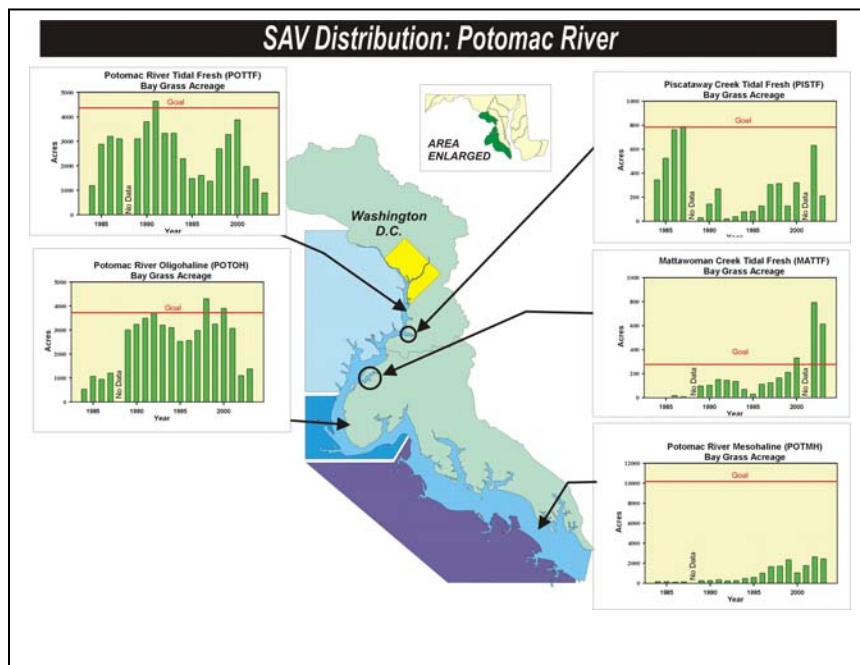 SAV Distribution: Potomac River
Potomac River Tidal Fresh (POTTF)
Bay Grass Acreage
5000
4000
3000
2000
1000
0
Acres
Goal
No Data
1985
1990
1995
2000
Year
Potomac River Oligohaline (POTOH)
Bay Grass Acreage
5000
4000
3000
2000
1000
0
Acres
Goal
No Data
1985
1990
1995
2000
Year
AREA
ENLARGED
Washington
D.C.
Piscataway Creek Tidal Fresh (PISTF)
Bay Grass Acreage
1000
800
600
400
200
0
Acres
Goal
No Data
No Data
1985
1990
1995
2000
Year
Mattawoman Creek Tidal Fresh (MATTF)
Bay Grass Acreage
1000
800
600
400
200
0
Acres
Goal
No Data
No Data
1985
1990
1995
2000
Year
Potomac River Mesohaline (POTMH)
Bay Grass Acreage
12000
10000
8000
6000
4000
2000
0
Acres
Goal
No Data
1985
1990
1995
2000
Year